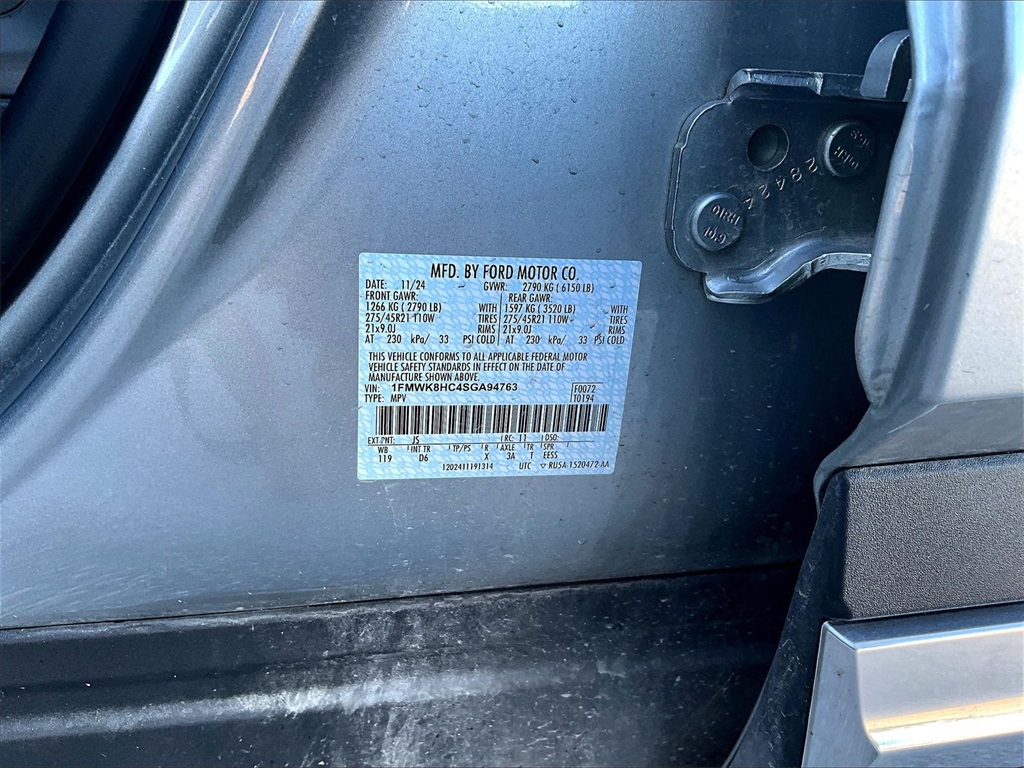 MFD. BY FORD MOTOR CO.
DATE: 11/24 GVWR: 2790 KG ( 6150 LB)
FRONT GAWR: REAR GAWR:
1266 KG ( 2790 LB) WITH 1597 KG ( 3520 LB) WITH
275/45R21 110W TIRES 275/45R21 110W TIRES
21x9.0J RIMS 21x9.0J RIMS
AT 230 kPa/ 33 PSI COLD AT 230 kPa/ 33 PSI COLD
THIS VEHICLE CONFORMS TO ALL APPLICABLE FEDERAL MOTOR
VEHICLE SAFETY STANDARDS IN EFFECT ON THE DATE OF
MANUFACTURE SHOWN ABOVE.
VIN: 1FMWK8HC4SGA94763 F0072
TYPE: MPV T0194
EXT PNT: JS RC: 11 DSO:
WB INT TR TP/PS R AXLE TR SPR
119 D6 X 3A T EESS
1202411191314 UTC RU5A-1520472-AA
28424